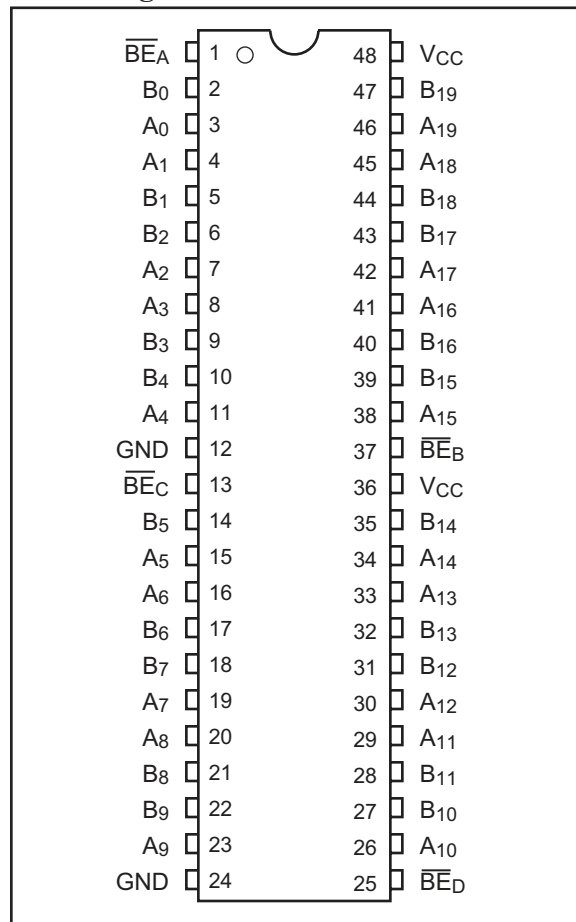 B̅E̅A 1 48 VCC
B0 2 47 B19
A0 3 46 A19
A1 4 45 A18
B1 5 44 B18
B2 6 43 B17
A2 7 42 A17
A3 8 41 A16
B3 9 40 B16
B4 10 39 B15
A4 11 38 A15
GND 12 37 B̅E̅B
B̅E̅C 13 36 VCC
B5 14 35 B14
A5 15 34 A14
A6 16 33 A13
B6 17 32 B13
B7 18 31 B12
A7 19 30 A12
A8 20 29 A11
B8 21 28 B11
B9 22 27 B10
A9 23 26 A10
GND 24 25 B̅E̅D